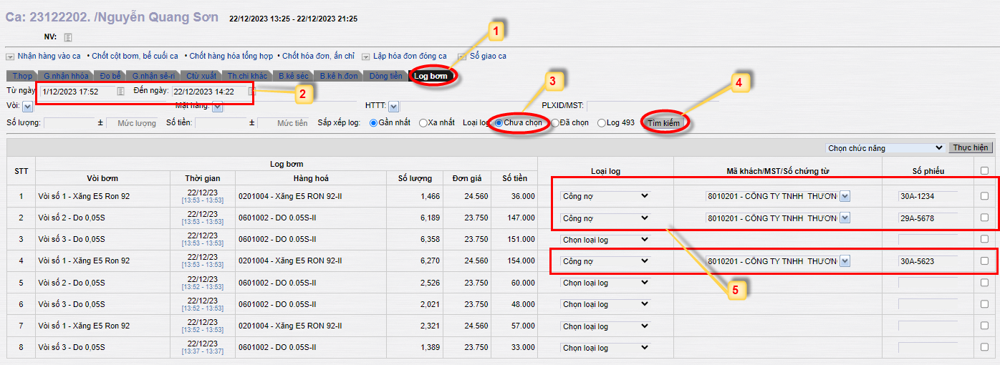 Ca: 23122202. /Nguyễn Quang Sơn 22/12/2023 13:25 - 22/12/2023 21:25
1
NV:
Nhận hàng vào ca • Chốt cột bơm, bể cuối ca • Chốt hàng hóa tổng hợp • Chốt hóa đơn, ấn chỉ Lập hóa đơn đóng ca Sổ giao ca
T.hợp G.nhận hhóa Đo bể G.nhận sê-ri Ctừ xuất Th.chi khác B.kê séc B.kê h.đơn Dòng tiền Log bơm
3 4
Từ ngày 1/12/2023 17:52 Đến ngày: 22/12/2023 14:22 2
Vòi: Mặt hàng: HTTT: PLXID/MST:
Số lượng: ± Mức lượng Số tiền: ± Mức tiền Sắp xếp log: Gần nhất Xa nhất Loại log Chưa chọn Đã chọn Log 493 Tìm kiếm
Chọn chức năng Thực hiện
STT Log bơm Loại log Mã khách/MST/Số chứng từ Số phiếu
Vòi bơm Thời gian Hàng hoá Số lượng Đơn giá Số tiền
1 Vòi số 1 - Xăng E5 Ron 92 22/12/23 0201004 - Xăng E5 RON 92-II 1,466 24.560 36.000 Công nợ 8010201 - CÔNG TY TNHH THƯƠN 30A-1234
[13:53 - 13:53]
2 Vòi số 2 - Do 0,05S 22/12/23 0601002 - DO 0.05S-II 6,189 23.750 147.000 Công nợ 8010201 - CÔNG TY TNHH THƯƠN 29A-5678
[13:53 - 13:53]
3 Vòi số 3 - Do 0,05S 22/12/23 0601002 - DO 0.05S-II 6,358 23.750 151.000 Chọn loại log
[13:53 - 13:53]
4 Vòi số 1 - Xăng E5 Ron 92 22/12/23 0201004 - Xăng E5 RON 92-II 6,270 24.560 154.000 Công nợ 8010201 - CÔNG TY TNHH THƯƠN 30A-5623
[13:53 - 13:53]
5 Vòi số 2 - Do 0,05S 22/12/23 0601002 - DO 0.05S-II 2,526 23.750 60.000 Chọn loại log
[13:52 - 13:53]
5
6 Vòi số 3 - Do 0,05S 22/12/23 0601002 - DO 0.05S-II 2,021 23.750 48.000 Chọn loại log
[13:52 - 13:53]
7 Vòi số 1 - Xăng E5 Ron 92 22/12/23 0201004 - Xăng E5 RON 92-II 2,321 24.560 57.000 Chọn loại log
[13:52 - 13:53]
8 Vòi số 3 - Do 0,05S 22/12/23 0601002 - DO 0.05S-II 1,389 23.750 33.000 Chọn loại log
[13:37 - 13:37]